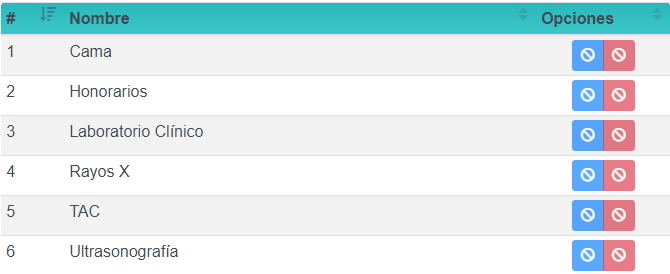 # Nombre Opciones
1 Cama
2 Honorarios
3 Laboratorio Clínico
4 Rayos X
5 TAC
6 Ultrasonografía